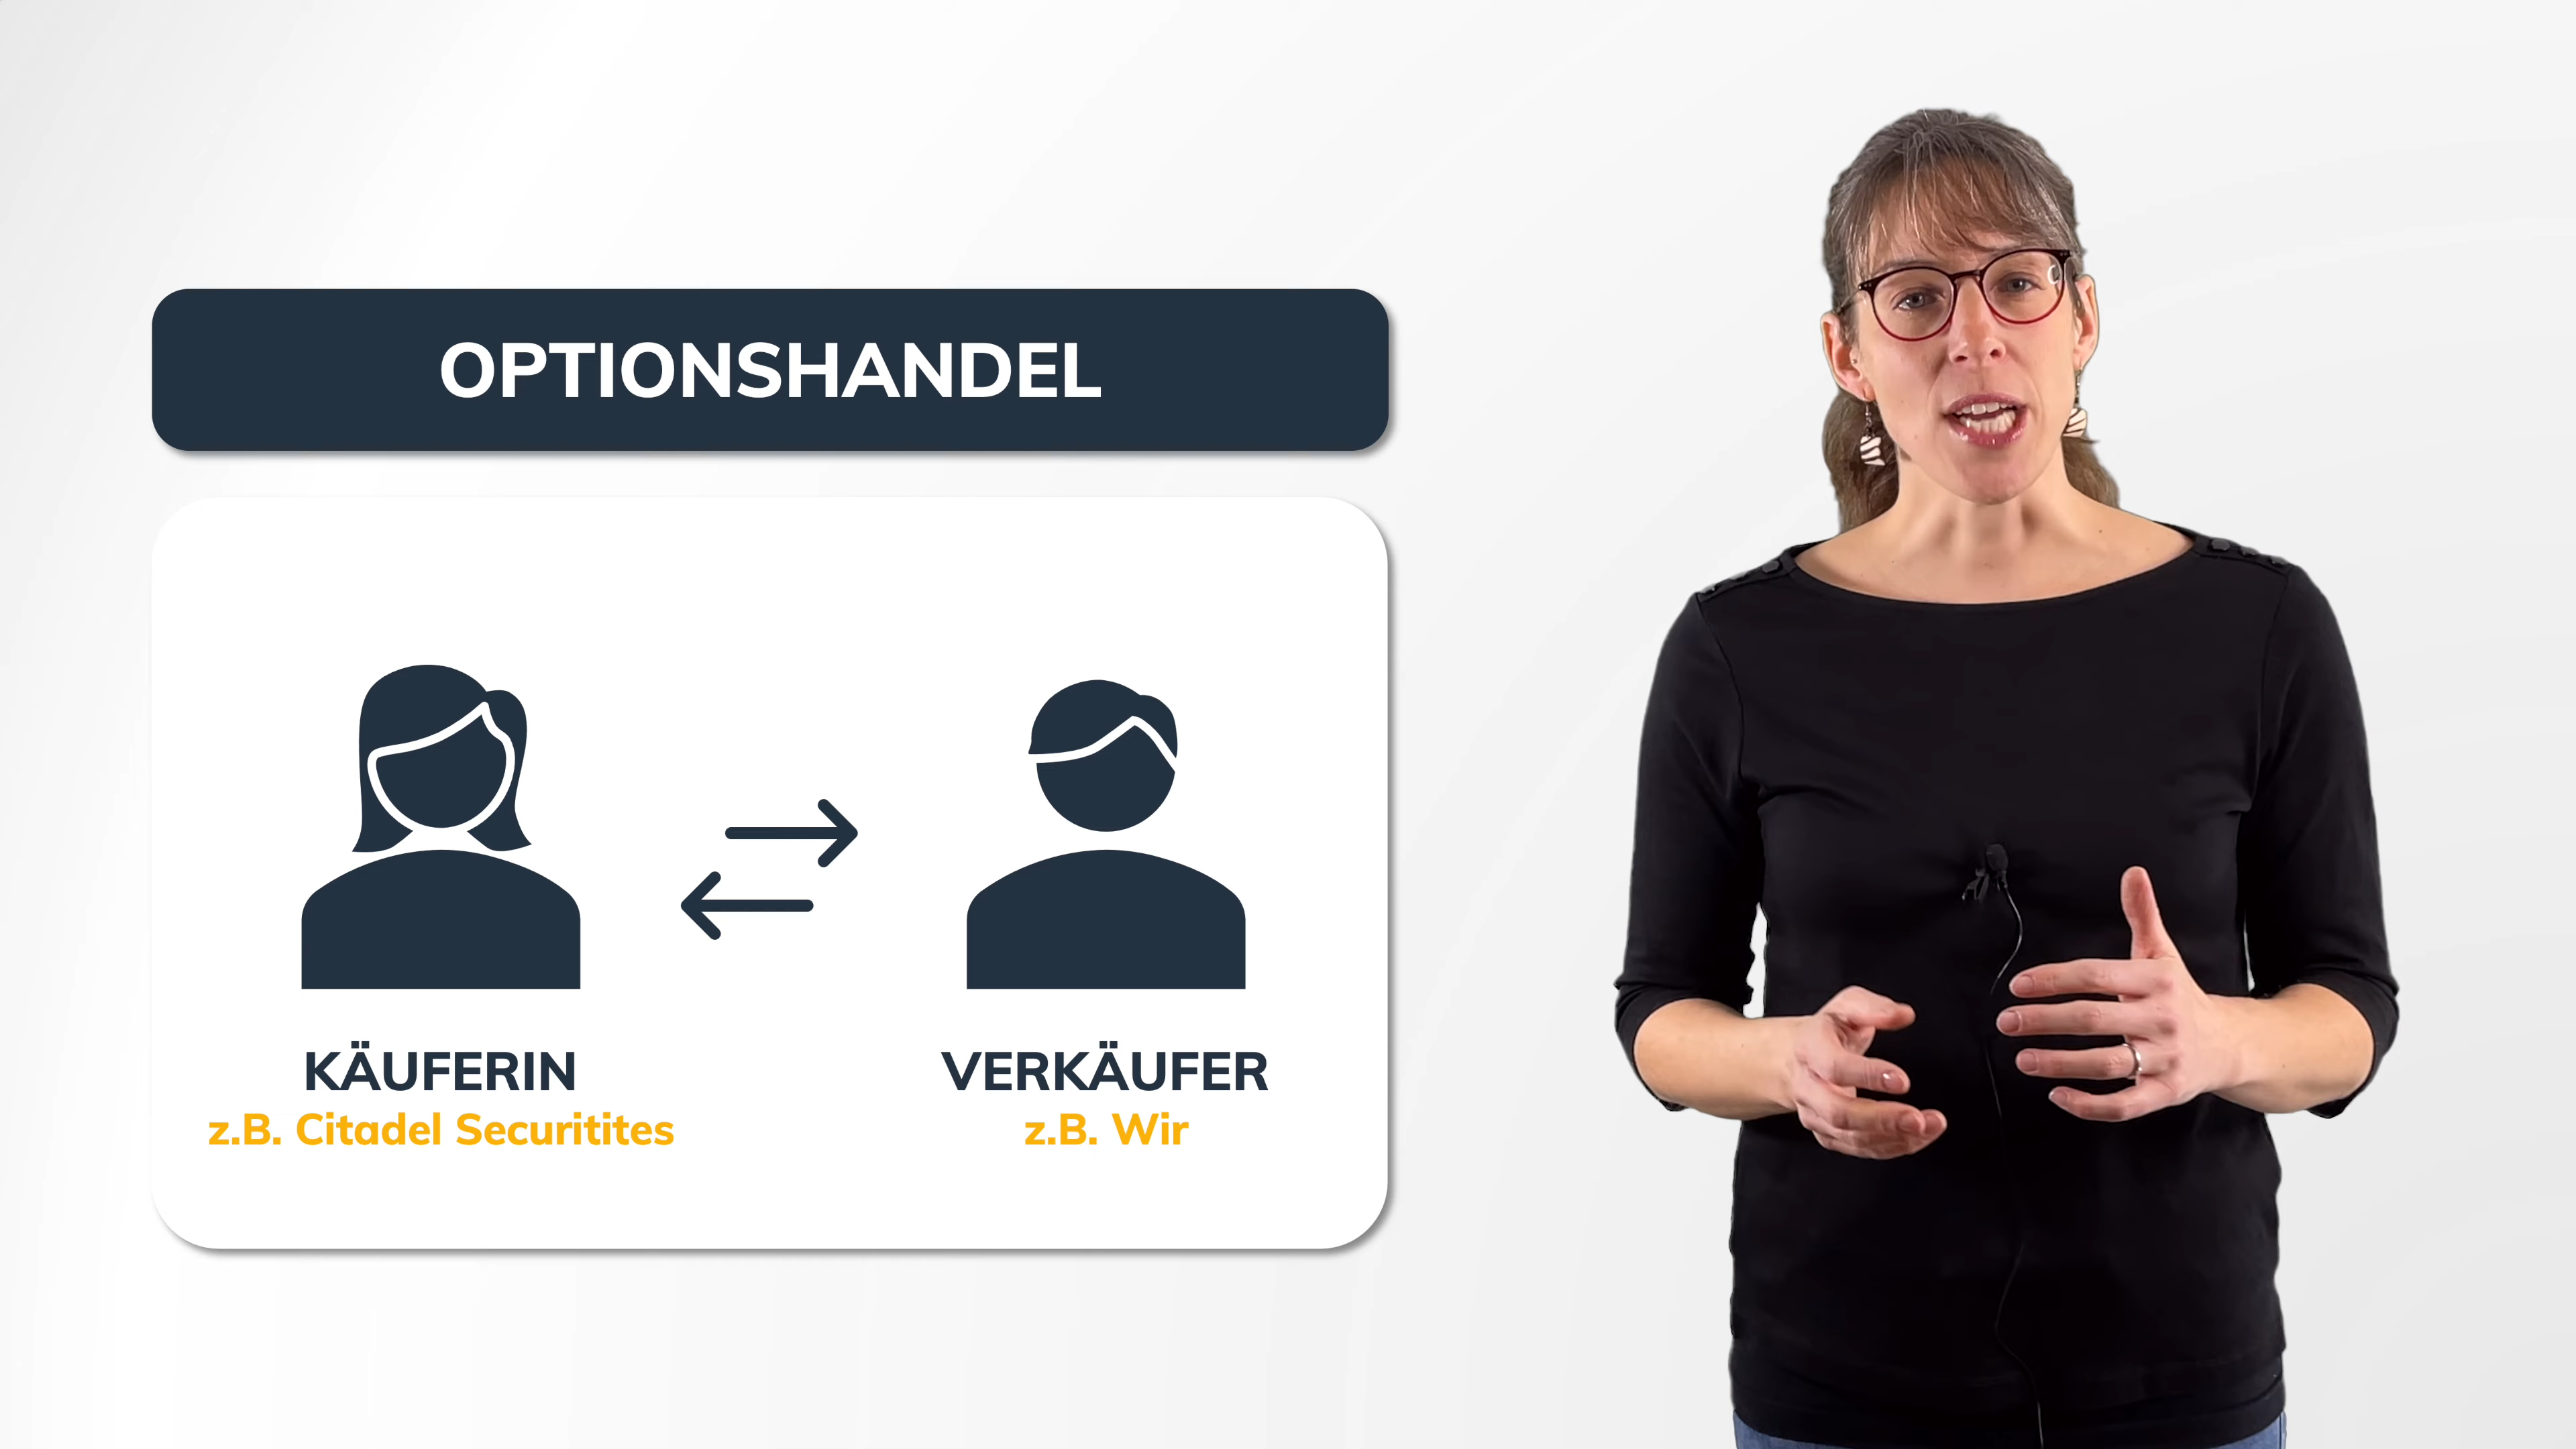 OPTIONSHANDEL
KÄUFERIN
z.B. Citadel Securitites
VERKÄUFER
z.B. Wir